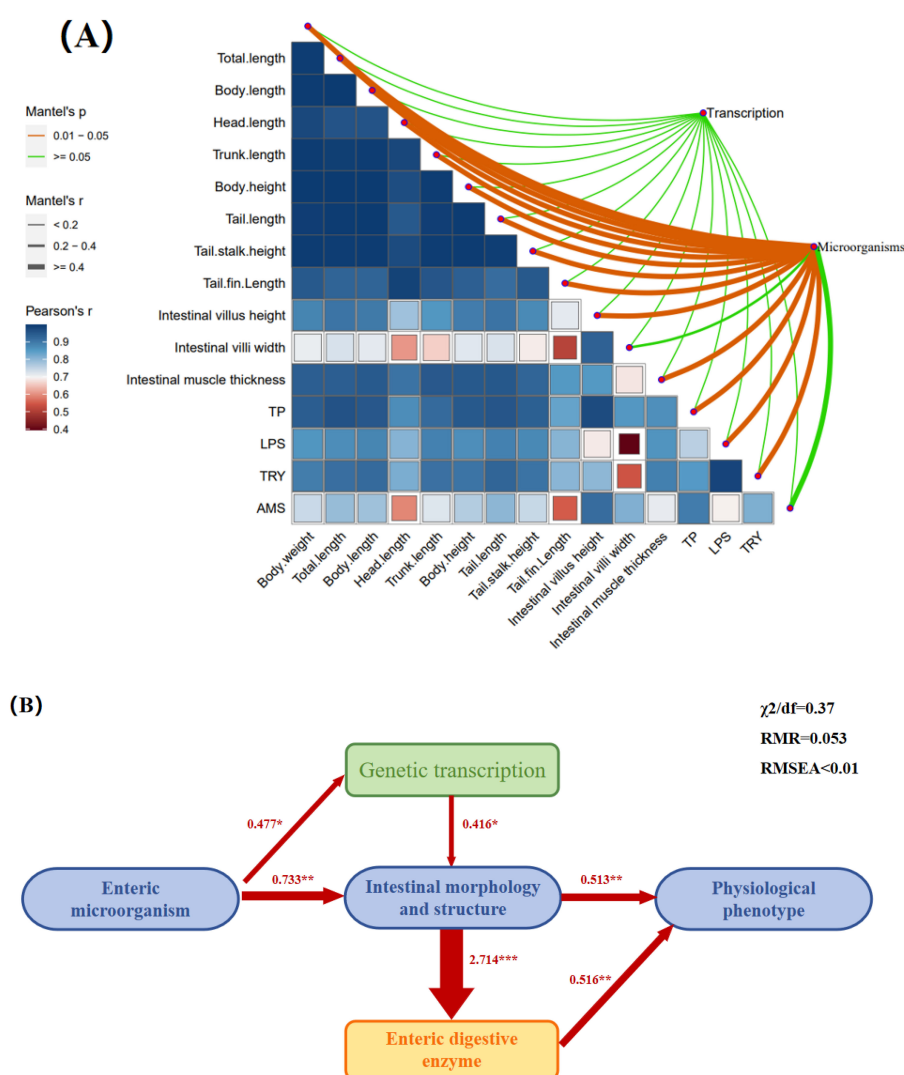 (A)
Total.length
Body.length
Head.length
Trunk.length
Body.height
Tail.length
Tail.stalk.height
Tail.fin.Length
Intestinal villus height
Intestinal villi width
Intestinal muscle thickness
TP
LPS
TRY
AMS
Mantel's p
0.01 − 0.05
>= 0.05
Mantel's r
< 0.2
0.2 − 0.4
>= 0.4
Pearson's r
0.9
0.8
0.7
0.6
0.5
0.4
Transcription
Microorganisms
Body.weight
Total.length
Body.length
Head.length
Trunk.length
Body.height
Tail.length
Tail.stalk.height
Tail.fin.Length
Intestinal villus height
Intestinal villi width
Intestinal muscle thickness
TP
LPS
TRY
(B)
χ2/df=0.37
RMR=0.053
RMSEA<0.01
Genetic transcription
0.477*
0.416*
Enteric
microorganism
0.733**
Intestinal morphology
and structure
0.513**
Physiological
phenotype
2.714***
0.516**
Enteric digestive
enzyme